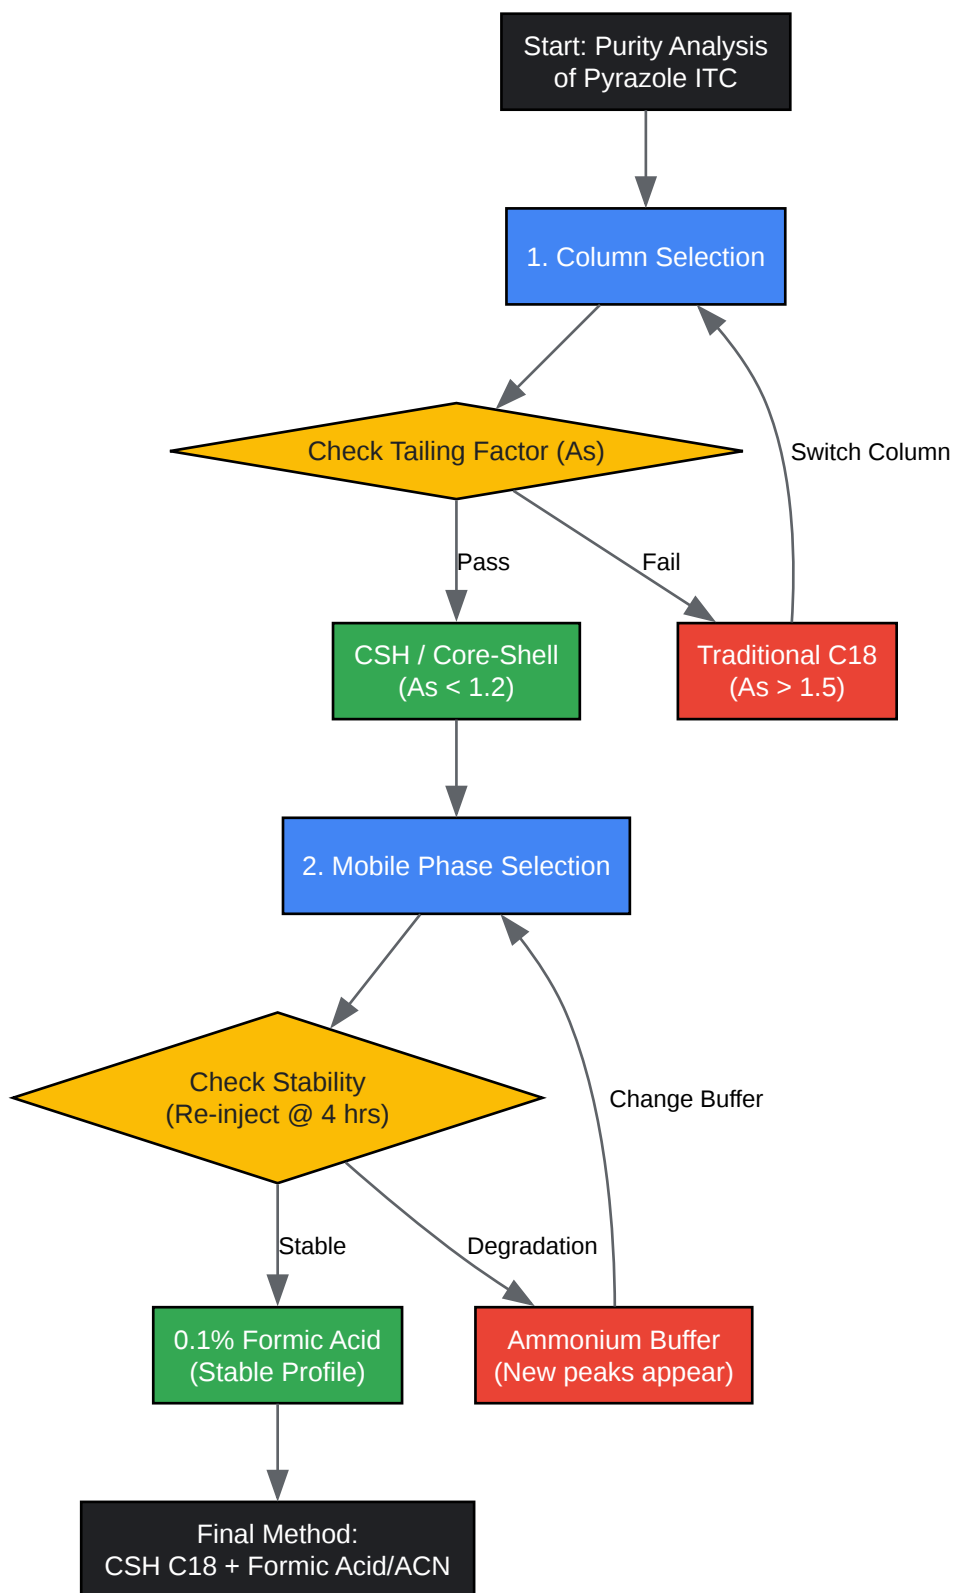 Start: Purity Analysis
of Pyrazole ITC
1. Column Selection
Check Tailing Factor (As)
Switch Column
Pass
Fail
CSH / Core-Shell
(As < 1.2)
Traditional C18
(As > 1.5)
2. Mobile Phase Selection
Check Stability
(Re-inject @ 4 hrs)
Change Buffer
Stable
Degradation
0.1% Formic Acid
(Stable Profile)
Ammonium Buffer
(New peaks appear)
Final Method:
CSH C18 + Formic Acid/ACN